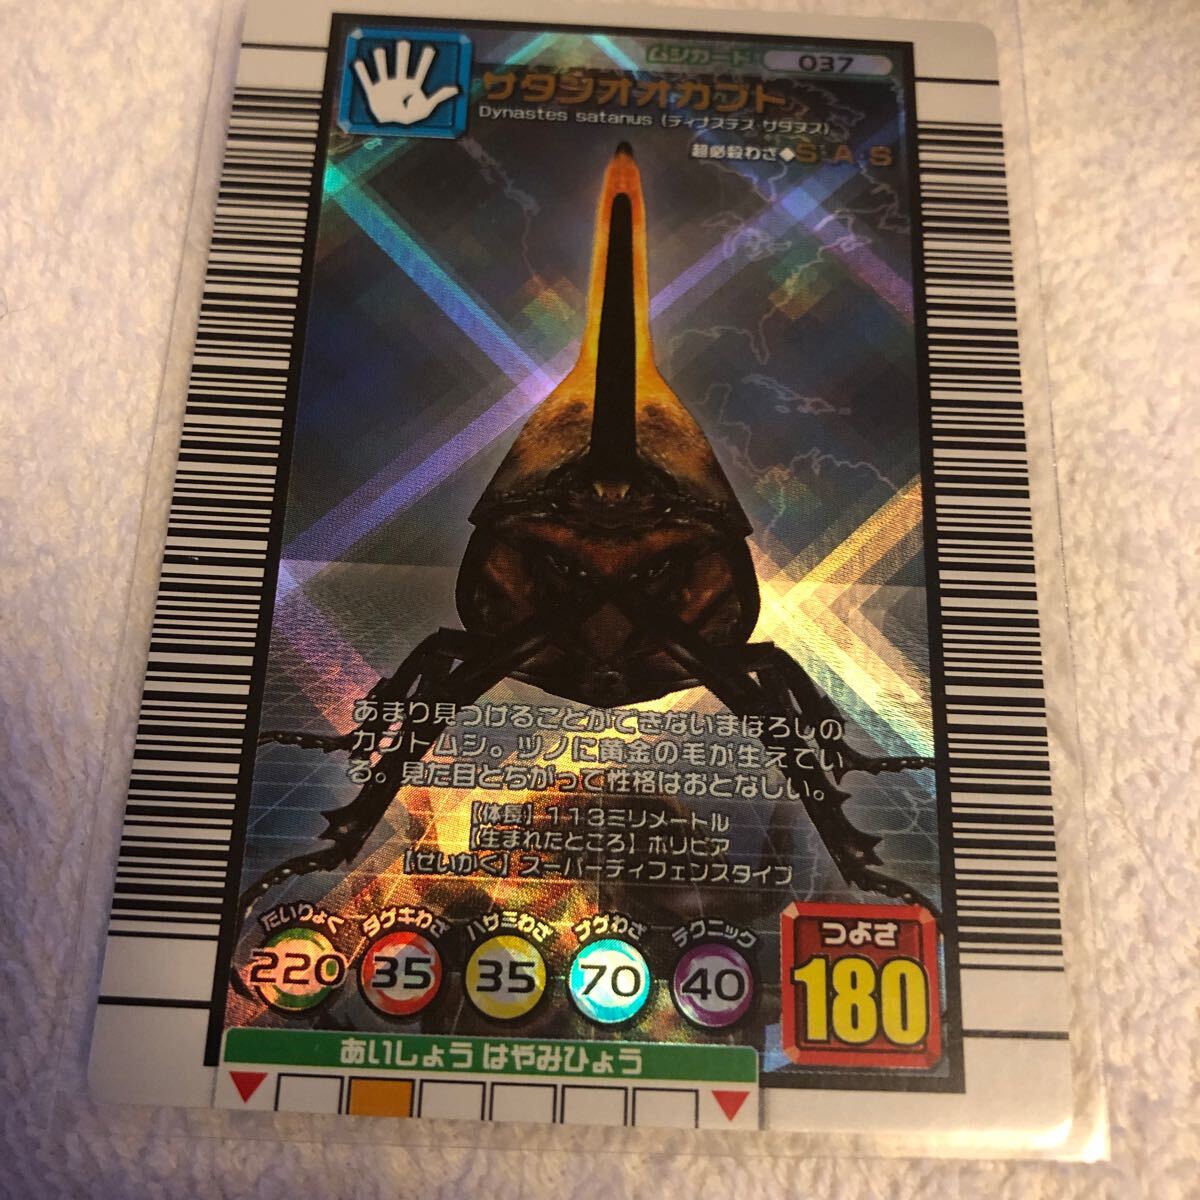 ムシカード 037
サタンオオカブト
Dynastes satanus (ディナステス サタヌス)
超必殺わざ◆S・A・S
あまり見つけることができないまぼろしの
カブトムシ。ツノに黄金の毛が生えてい
る。見た目とちがって性格はおとなしい。
【体長】113ミリメートル
【生まれたところ】ボリビア
【せいかく】スーパーディフェンスタイプ
たいりょく 220
ダゲキわざ 35
ハサミわざ 35
ナゲわざ 70
テクニック 40
つよさ
180
あいしょうはやみひょう